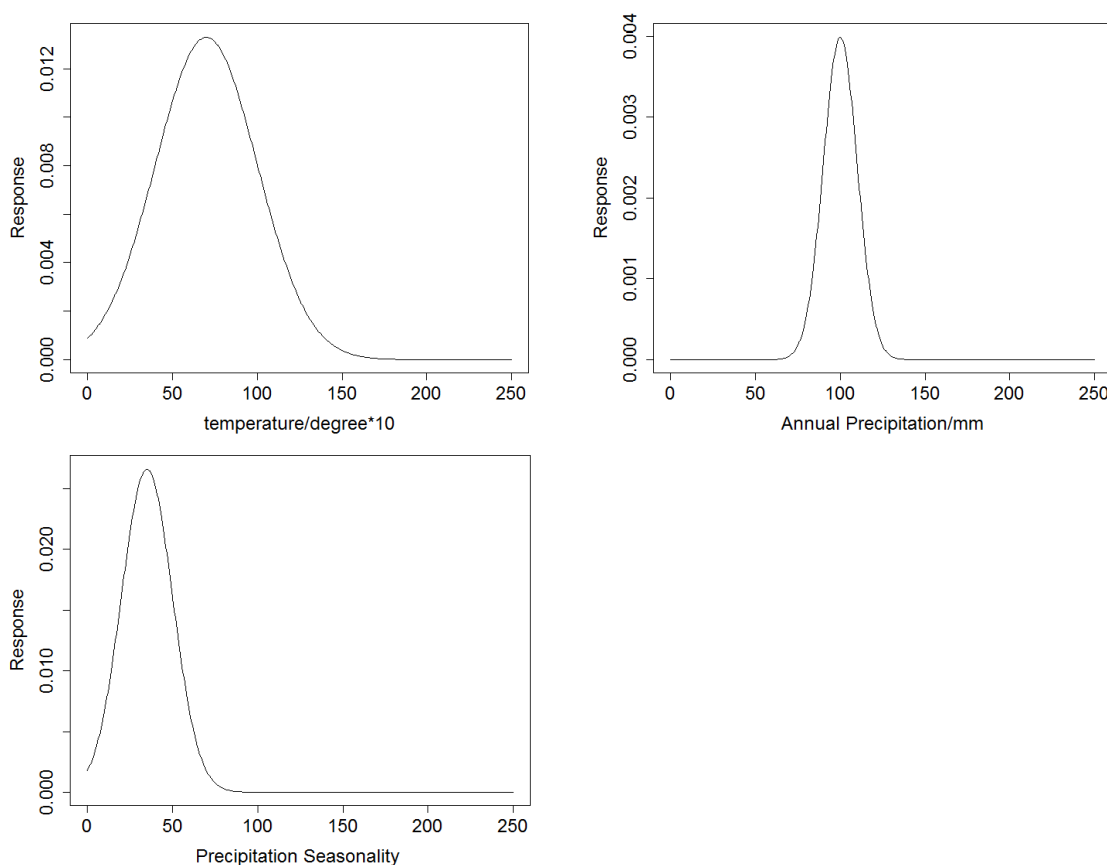 Response
0.012
0.008
0.004
0.000
0 50 100 150 200 250
temperature/degree*10
Response
0.004
0.003
0.002
0.001
0.000
0 50 100 150 200 250
Annual Precipitation/mm
Response
0.020
0.010
0.000
0 50 100 150 200 250
Precipitation Seasonality